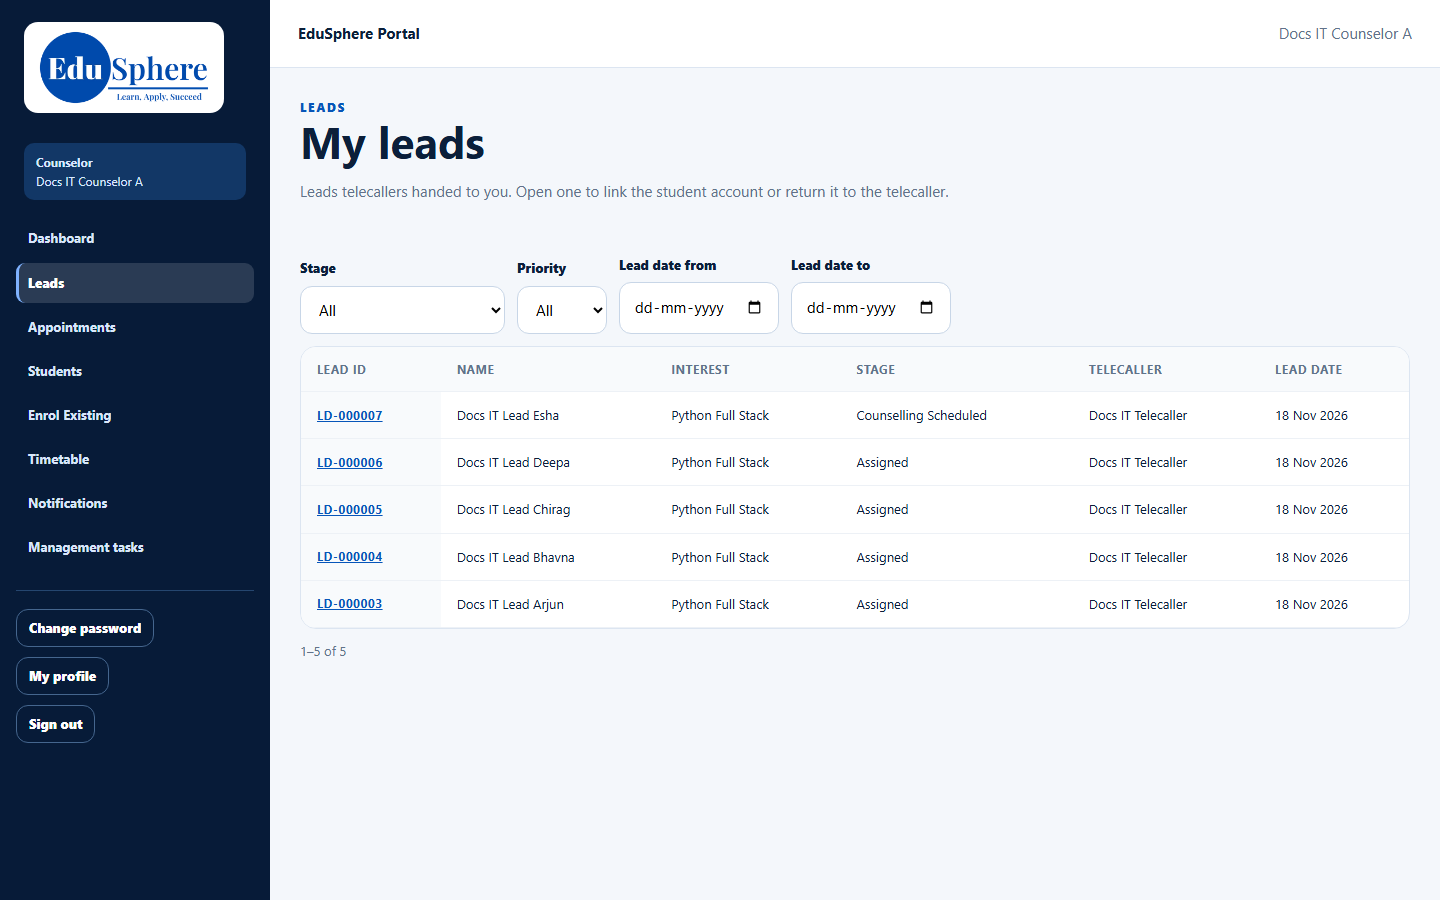 EduSphere
Learn. Apply, Succeed
Counselor
Docs IT Counselor A
Dashboard
Leads
Appointments
Students
Enrol Existing
Timetable
Notifications
Management tasks
Change password
My profile
Sign out
EduSphere Portal
Docs IT Counselor A
LEADS
My leads
Leads telecallers handed to you. Open one to link the student account or return it to the telecaller.
Stage Priority Lead date from Lead date to
All All dd-mm-yyyy dd-mm-yyyy
LEAD ID NAME INTEREST STAGE TELECALLER LEAD DATE
LD-000007 Docs IT Lead Esha Python Full Stack Counselling Scheduled Docs IT Telecaller 18 Nov 2026
LD-000006 Docs IT Lead Deepa Python Full Stack Assigned Docs IT Telecaller 18 Nov 2026
LD-000005 Docs IT Lead Chirag Python Full Stack Assigned Docs IT Telecaller 18 Nov 2026
LD-000004 Docs IT Lead Bhavna Python Full Stack Assigned Docs IT Telecaller 18 Nov 2026
LD-000003 Docs IT Lead Arjun Python Full Stack Assigned Docs IT Telecaller 18 Nov 2026
1–5 of 5